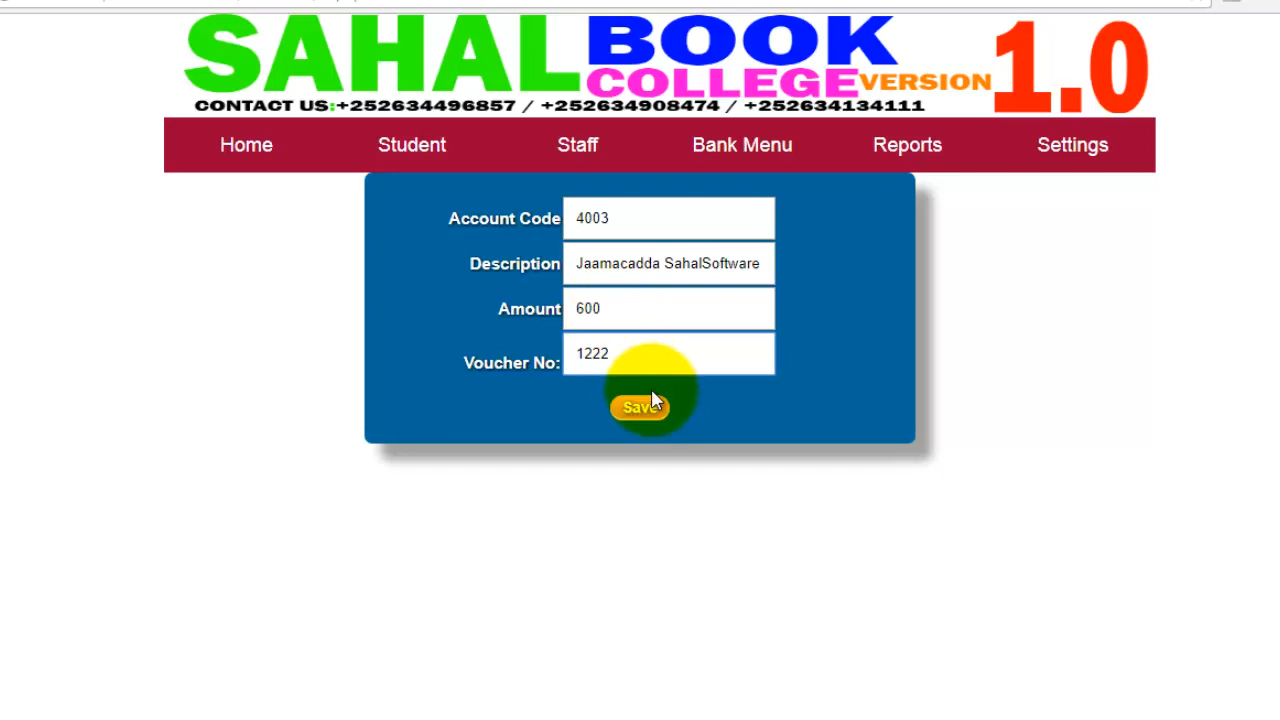 SAHAL BOOK COLLEGE VERSION 1.0
CONTACT US:+252634496857 / +252634908474 / +252634134111
Home Student Staff Bank Menu Reports Settings
Account Code 4003
Description Jaamacadda SahalSoftware
Amount 600
Voucher No: 1222
Save